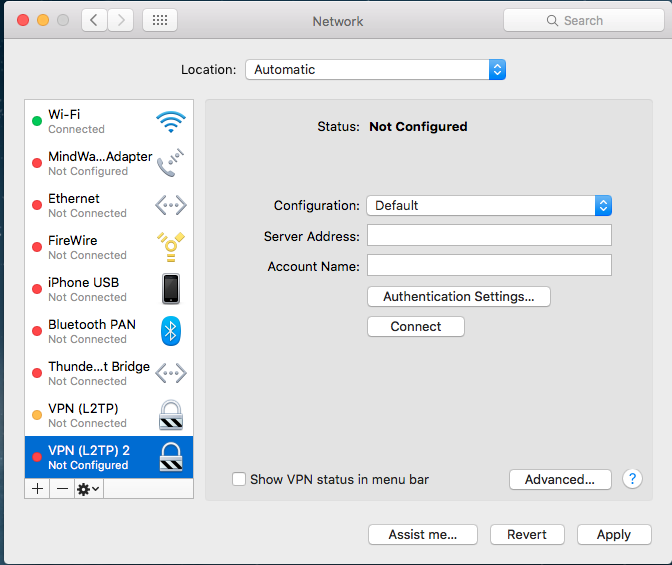 Network
Search
Location: Automatic
Wi-Fi
Connected
MindWa...Adapter
Not Configured
Ethernet
Not Connected
FireWire
Not Connected
iPhone USB
Not Connected
Bluetooth PAN
Not Connected
Thunde...t Bridge
Not Connected
VPN (L2TP)
Not Connected
VPN (L2TP) 2
Not Configured
Status: Not Configured
Configuration: Default
Server Address:
Account Name:
Authentication Settings...
Connect
Show VPN status in menu bar
Advanced... ?
Assist me... Revert Apply